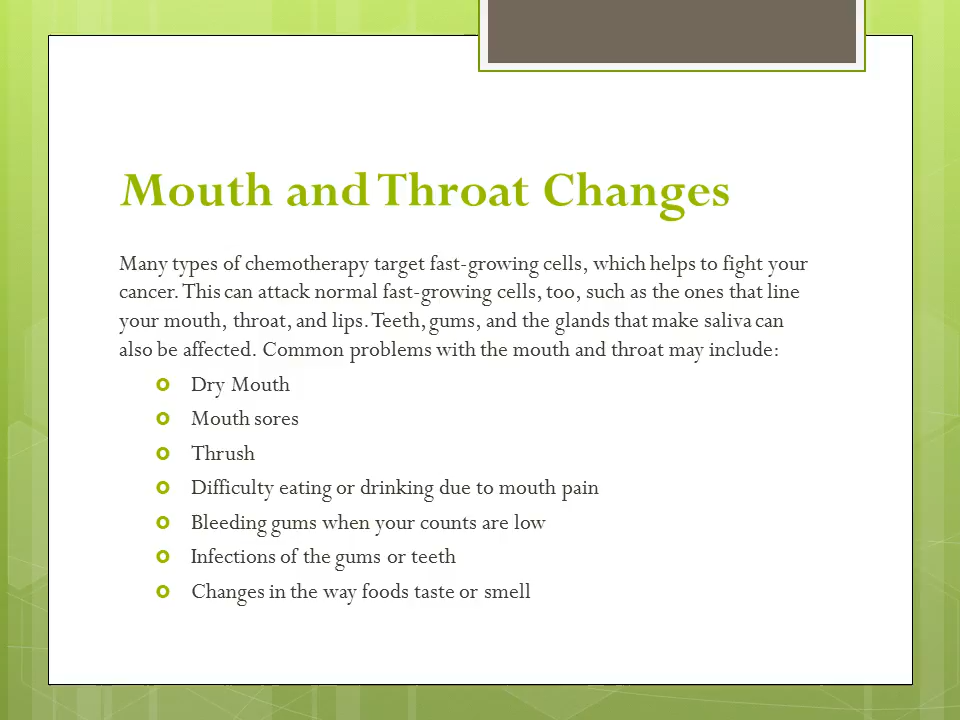 Mouth and Throat Changes
Many types of chemotherapy target fast-growing cells, which helps to fight your
cancer. This can attack normal fast-growing cells, too, such as the ones that line
your mouth, throat, and lips. Teeth, gums, and the glands that make saliva can
also be affected. Common problems with the mouth and throat may include:
Dry Mouth
Mouth sores
Thrush
Difficulty eating or drinking due to mouth pain
Bleeding gums when your counts are low
Infections of the gums or teeth
Changes in the way foods taste or smell